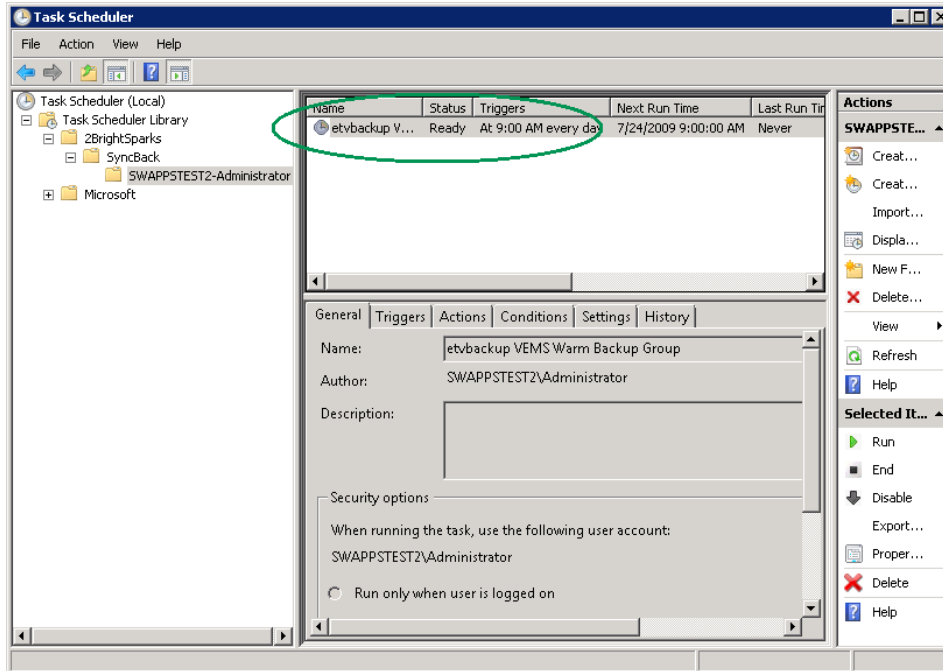 Task Scheduler
File Action View Help
Task Scheduler (Local)
Task Scheduler Library
2BrightSparks
SyncBack
SWAPPSTEST2-Administrator
Microsoft
Name Status Triggers Next Run Time Last Run Tir
etvbackup V... Ready At 9:00 AM every day 7/24/2009 9:00:00 AM Never
General Triggers Actions Conditions Settings History
Name: etvbackup VEMS Warm Backup Group
Author: SWAPPSTEST2\Administrator
Description:
Security options
When running the task, use the following user account:
SWAPPSTEST2\Administrator
Run only when user is logged on
Actions
SWAPPSTE...
Creat...
Creat...
Import...
Displa...
New F...
Delete...
View
Refresh
Help
Selected It...
Run
End
Disable
Export...
Proper...
Delete
Help